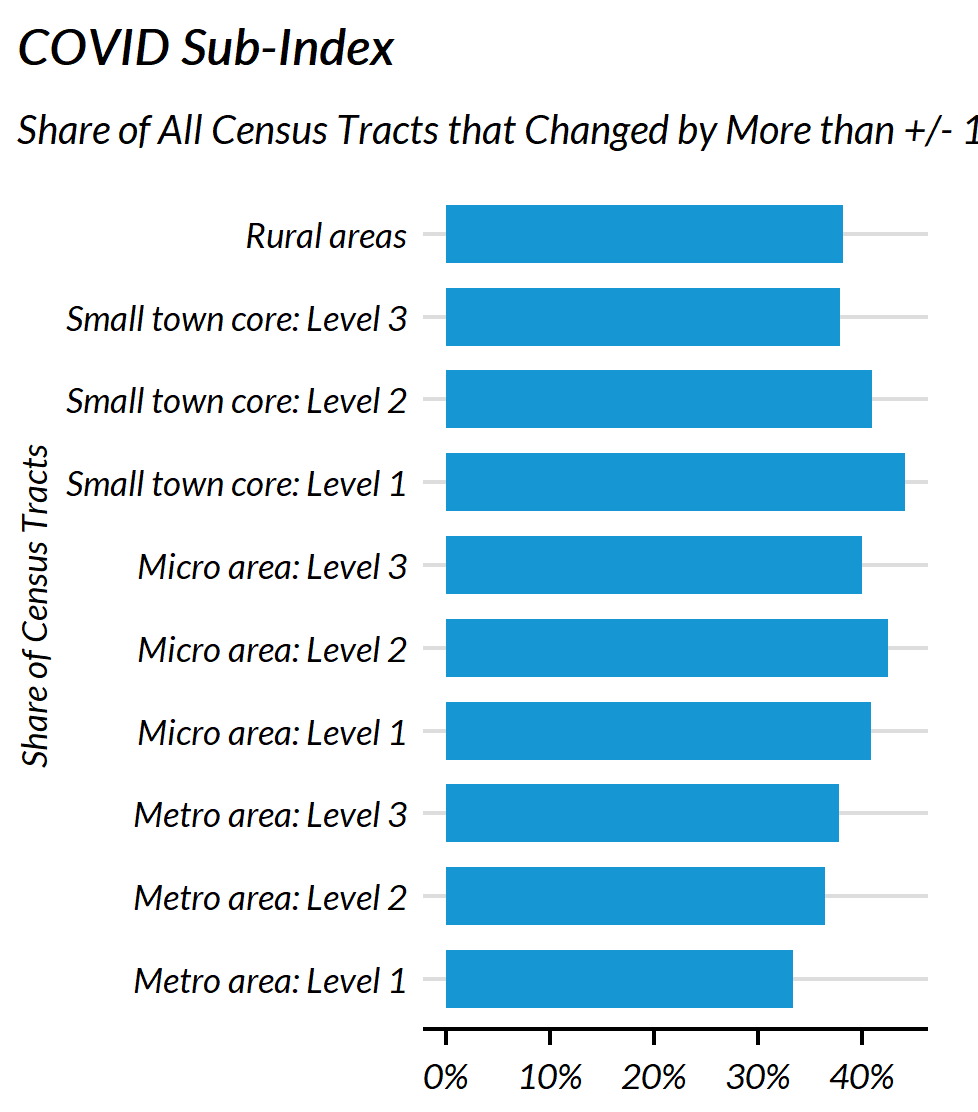 COVID Sub-Index
Share of All Census Tracts that Changed by More than +/- 1
Rural areas
Small town core: Level 3
Small town core: Level 2
Small town core: Level 1
Micro area: Level 3
Micro area: Level 2
Micro area: Level 1
Metro area: Level 3
Metro area: Level 2
Metro area: Level 1
Share of Census Tracts
0% 10% 20% 30% 40%